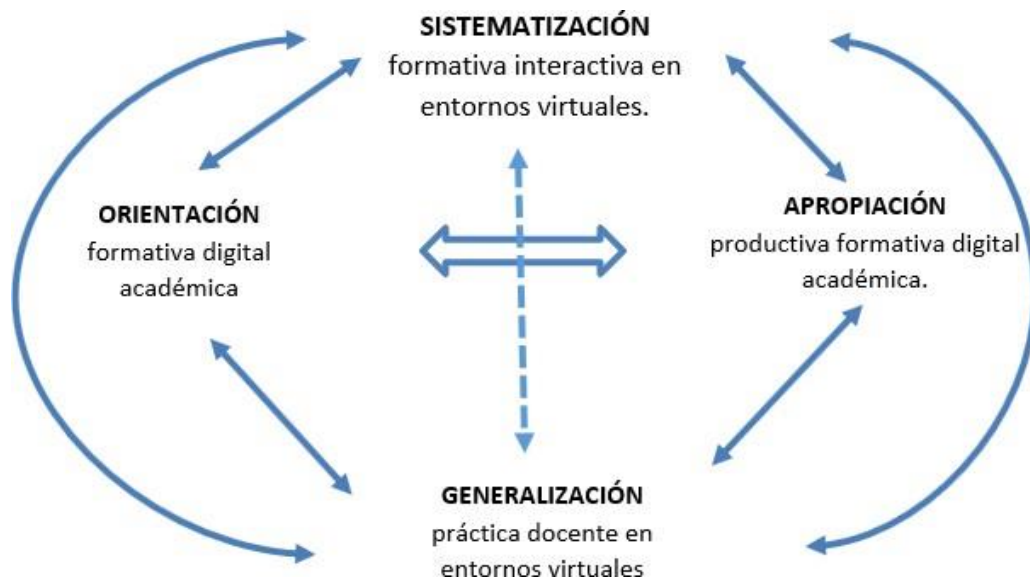 SISTEMATIZACIÓN
formativa interactiva en
entornos virtuales.
ORIENTACIÓN
formativa digital
académica
APROPIACIÓN
productiva formativa digital
académica.
GENERALIZACIÓN
práctica docente en
entornos virtuales